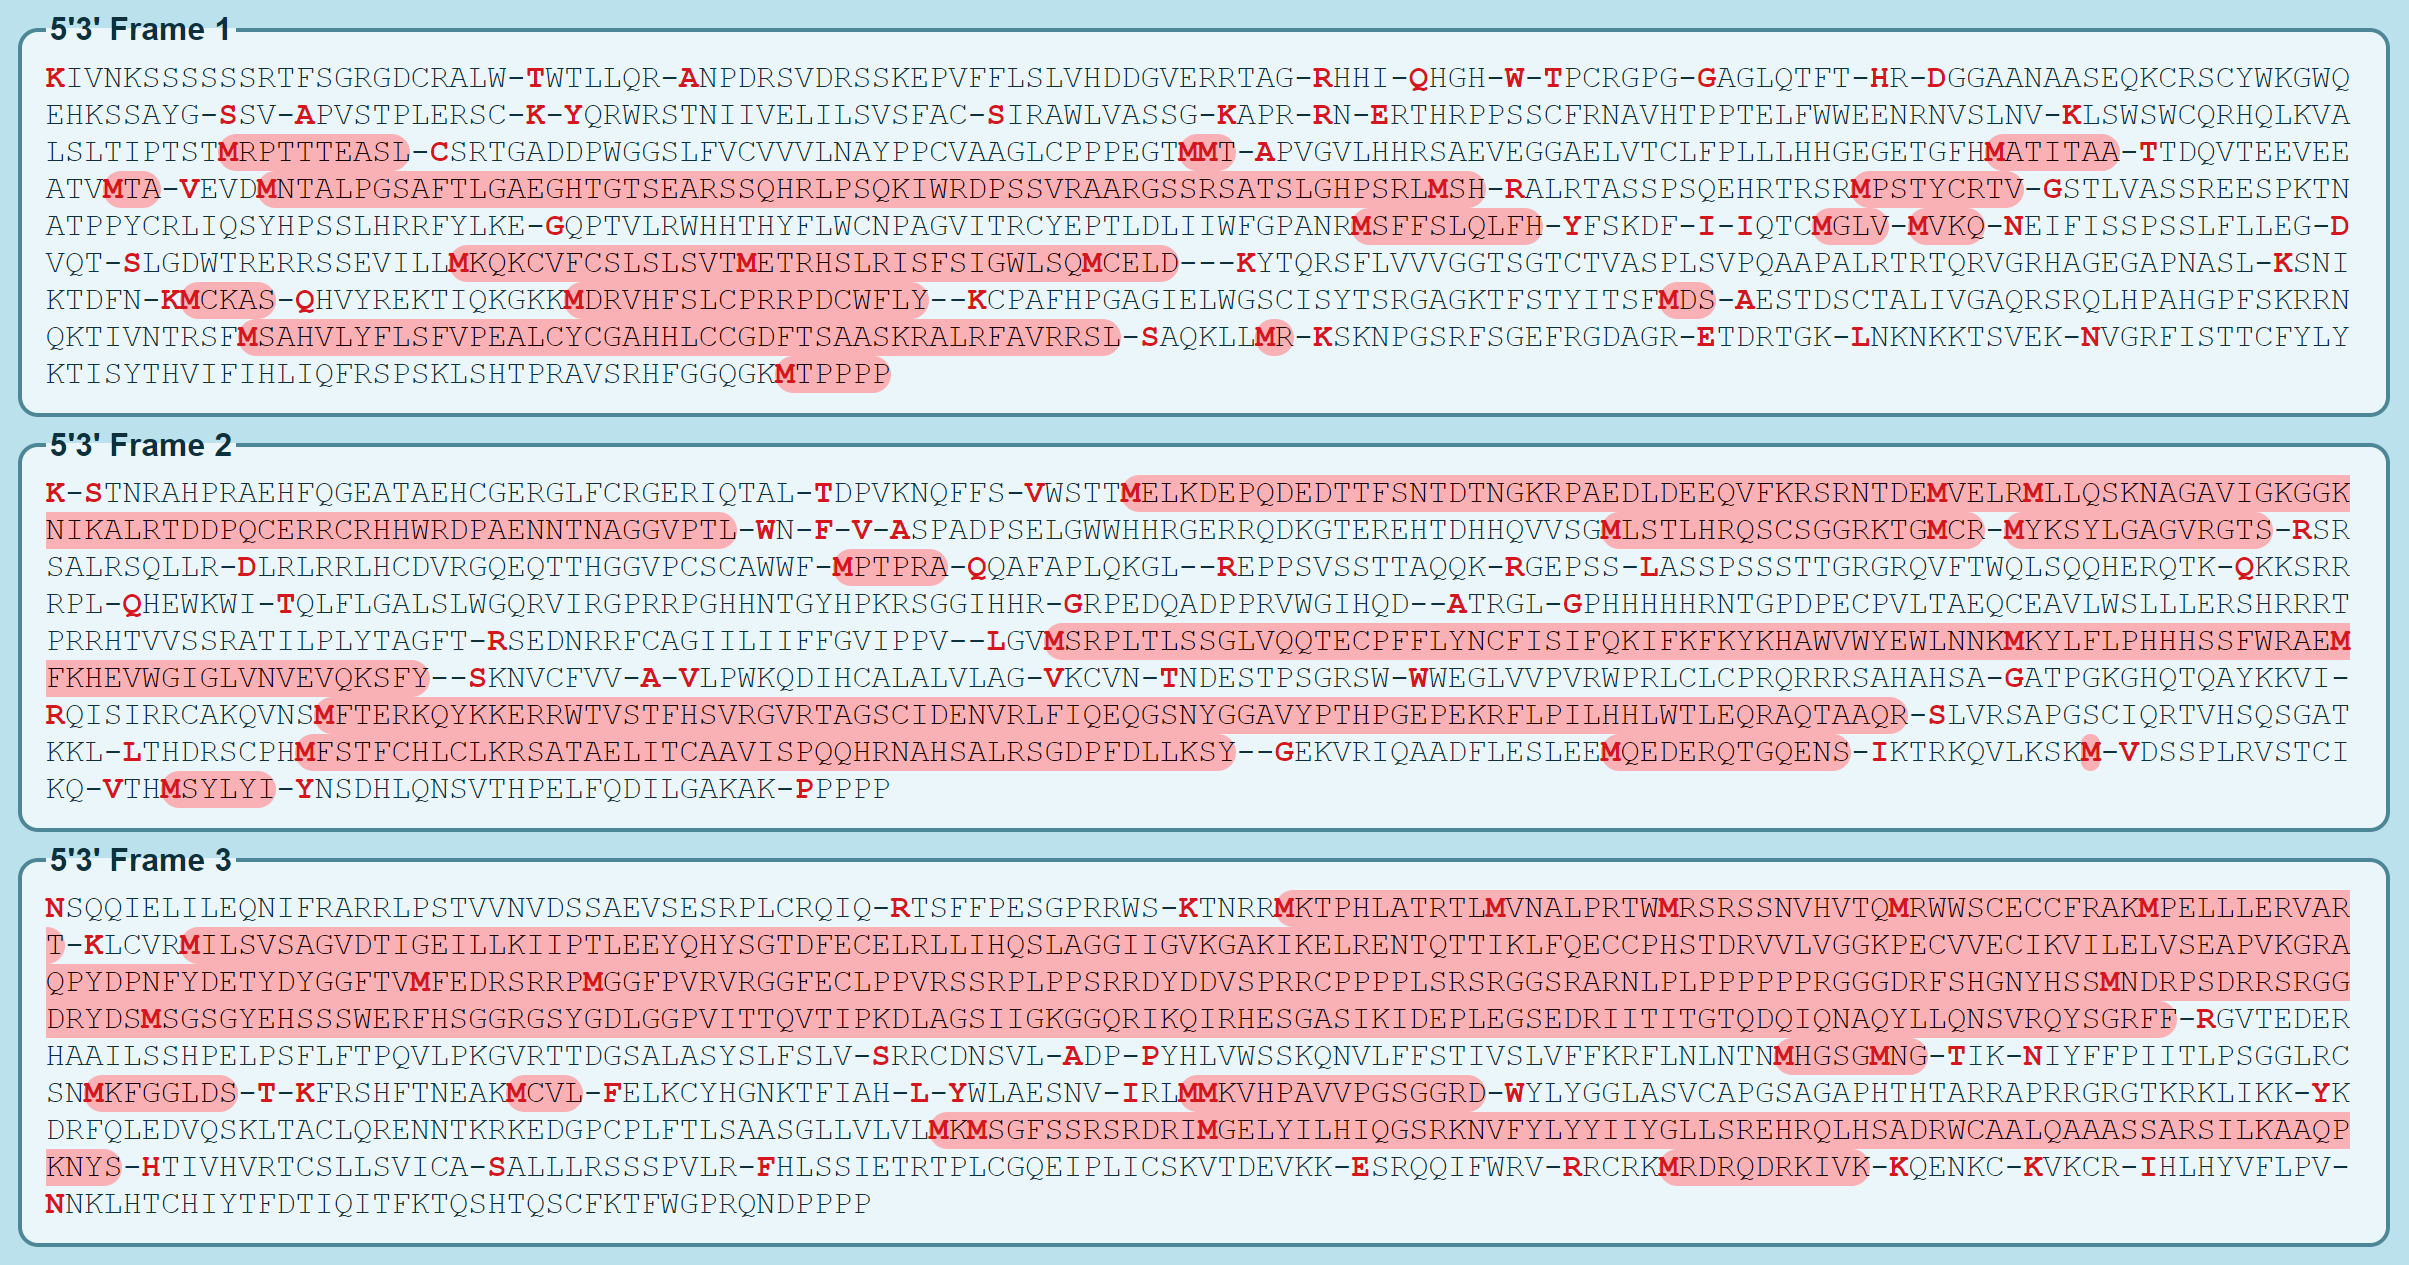 5'3' Frame 1
KIVNKSSSSSSRTFSGRGDCRALW-TWTLLQR-ANPDRSVDRSSKEPVFFLSLVHDDGVERRTAG-RHHI-QHGH-W-TPCRGPG-GAGLQTFT-HR-DGGAANAASEQKCRSCYWKGWQ
EHKSSAYG-SSV-APVSTPLERSC-K-YQRWRSTNIIVELILSVSFAC-SIRAWLVASSG-KAPR-RN-ERTHRPPSSCFRNAVHTPPTELFWWEENRNVSLNV-KLSWSWCQRHQLKVA
LSLTIPTSTMRPTTTEASL-CSRTGADDPWGGSLFVCVVVLNAYPPCVAAGLCPPPEGTMMT-APVGVLHHRSAEVEGGAELVTCLFPLLLHHGEGETGFHMATITAA-TTDQVTEEVEE
ATVMTA-VEVDMNTALPGSAFTLGAEGHTGTSEARSSQHRLPSQKIWRDPSSVRAARGSSRSATSLGHPSRLMSH-RALRTASSPSQEHRTRSRMPSTYCRTV-GSTLVASSREESPKTN
ATPPYCRLIQSYHPSSLHRRFYLKE-GQPTVLRWHHTHYFLWCNPAGVITRCYEPTLDLIIWFGPANRMSFFSLQLFH-YFSKDF-I-IQTCMGLV-MVKQ-NEIFISSPSSLFLLEG-D
VQT-SLGDWTRERRSSEVILLMKQKCVFCSLSLSVTMETRHSLRISFSIGWLSQMCELD---KYTQRSFLVVVGGTSGTCTVASPLSVPQAAPALRTRTQRVGRHAGEGAPNASL-KSNI
KTDFN-KMCKAS-QHVYREKTIQKGKKMDRVHFSLCPRRPDCWFLY--KCPAFHPGAGIELWGSCISYTSRGAGKTFSTYITSFMDS-AESTDSCTALIVGAQRSRQLHPAHGPFSKRRN
QKTIVNTRSFMSAHVLYFLSFVPEALCYCGAHHLCCGDFTSAASKRALRFAVRRSL-SAQKLLMR-KSKNPGSRFSGEFRGDAGR-ETDRTGK-LNKNKKTSVEK-NVGRFISTTCFYLY
KTISYTHVIFIHLIQFRSPSKLSHTPRAVSRHFGGQGKMTPPPP
5'3' Frame 2
K-STNRAHPRAEHFQGEATAEHCGERGLFCRGERIQTAL-TDPVKNQFFS-VWSTTMELKDEPQDEDTTFSNTDTNGKRPAEDLDEEQVFKRSRNTDEMVELRMLLQSKNAGAVIGKGGK
NIKALRTDDPQCERRCRHHWRDPAENNTNAGGVPTL-WN-F-V-ASPADPSELGWWHHRGERRQDKGTEREHTDHHQVVSGMLSTLHRQSCSGGRKTGMCR-MYKSYLGAGVRGTS-RSR
SALRSQLLR-DLRLRRLHCDVRGQEQTTHGGVPCSCAWWF-MPTPRA-QQAFAPLQKGL--REPPSVSSTTAQQK-RGEPSS-LASSPSSSTTGRGRQVFTWQLSQQHERQTK-QKKSRR
RPL-QHEWKWI-TQLFLGALSLWGQRVIRGPRRPGHHNTGYHPKRSGGIHHR-GRPEDQADPPRVWGIHQD--ATRGL-GPHHHHHRNTGPDPECPVLTAEQCEAVLWSLLLERSHRRRT
PRRHTVVSSRATILPLYTAGFT-RSEDNRRFCAGIILIIFFGVIPPV--LGVMSRPLTLSSGLVQQTECPFFLYNCFISIFQKIFKFKYKHAWVWYEWLNNKMKYLFLPHHHSSFWRAEM
FKHEVWGIGLVNVEVQKSFY--SKNVCFVV-A-VLPWKQDIHCALALVLAG-VKCVN-TNDESTPSGRSW-WWEGLVVPVRWPRLCLCPRQRRRSAHAHSA-GATPGKGHQTQAYKKVI-
RQISIRRCAKQVNSMFTERKQYKKERRWTVSTFHSVRGVRTAGSCIDENVRLFIQEQGSNYGGAVYPTHPGEPEKRFLPILHHLWTLEQRAQTAAQR-SLVRSAPGSCIQRTVHSQSGAT
KKL-LTHDRSCPHMFSTFCHLCLKRSATAELITCAAVISPQQHRNAHSALRSGDPFDLLKSY--GEKVRIQAADFLESLEEMQEDERQTGQENS-IKTRKQVLKSKM-VDSSPLRVSTCI
KQ-VTHMSYLYI-YNSDHLQNSVTHPELFQDILGAKAK-PPPPP
5'3' Frame 3
NSQQIELILEQNIFRARRLPSTVVNVDSSAEVSESRPLCRQIQ-RTSFFPESGPRRWS-KTNRRMKTPHLATRTLMVNALPRTWMRSRSSNVHVTQMRWWSCECCFRAKMPELLLERVAR
T-KLCVRMILSVSAGVDTIGEILLKIIPTLEEYQHYSGTDFECELRLLIHQSLAGGIIGVKGAKIKELRENTQTTIKLFQECCPHSTDRVVLVGGKPECVVECIKVILELVSEAPVKGRA
QPYDPNFYDETYDYGGFTVMFEDRSRRPMGGFPVRVRGGFECLPPVRSSRPLPPSRRDYDDVSPRRCPPPPLSRSRGGSRARNLPLPPPPPPRGGGDRFSHGNYHSSMNDRPSDRRSRGG
DRYDSMSGSGYEHSSSWERFHSGGRGSYGDLGGPVITTQVTIPKDLAGSIIGKGGQRIKQIRHESGASIKIDEPLEGSEDRIITITGTQDQIQNAQYLLQNSVRQYSGRFF-RGVTEDER
HAAILSSHPELPSFLFTPQVLPKGVRTTDGSALASYSLFSLV-SRRCDNSVL-ADP-PYHLVWSSKQNVLFFSTIVSLVFFKRFLNLNTNMHGSGMNG-TIK-NIYFFPIITLPSGGLRC
SNMKFGGLDS-T-KFRSHFTNEAKMCVL-FELKCYHGNKTFIAH-L-YWLAESNV-IRLMMKVHPAVVPGSGGRD-WYLYGGLASVCAPGSAGAPHTHTARRAPRRGRGTKRKLIKK-YK
DRFQLEDVQSKLTACLQRENNTKRKEDGPCPLFTLSAASGLLVLVLMKMSGFSSRSRDRIMGELYILHIQGSRKNVFYLYYIIYGLLSREHRQLHSADRWCAALQAAASSARSILKAAQP
KNYS-HTIVHVRTCSLLSVICA-SALLLRSSSPVLR-FHLSSIETRTPLCGQEIPLICSKVTDEVKK-ESRQQIFWRV-RRCRKMRDRQDRKIVK-KQENKC-KVKCR-IHLHYVFLPV-
NNKLHTCHIYTFDTIQITFKTQSHTQSCFKTFWGPRQNDPPPP